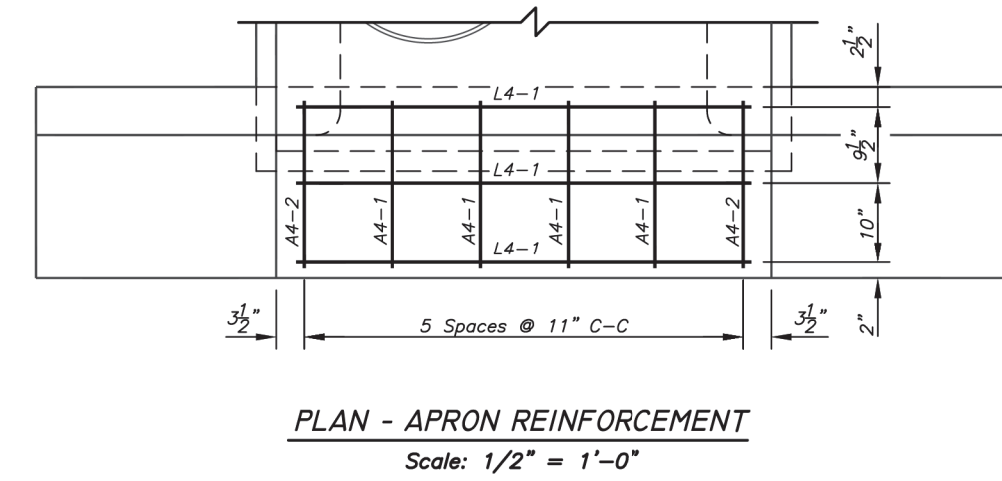 2½"
L4-1
9½"
L4-1
A4-2
A4-1
A4-1
A4-1
A4-1
A4-2
10"
L4-1
3½"
5 Spaces @ 11" C-C
3½"
2"
PLAN - APRON REINFORCEMENT
Scale: 1/2" = 1'-0"